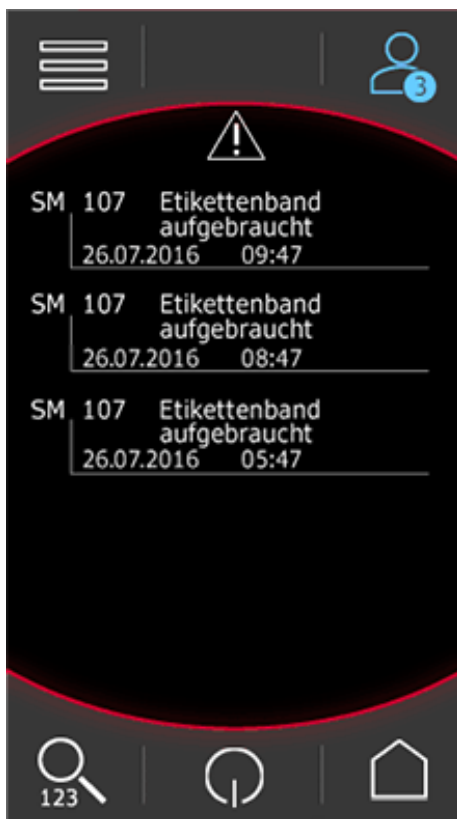 3
SM 107 Etikettenband
aufgebraucht
26.07.2016 09:47
SM 107 Etikettenband
aufgebraucht
26.07.2016 08:47
SM 107 Etikettenband
aufgebraucht
26.07.2016 05:47
123